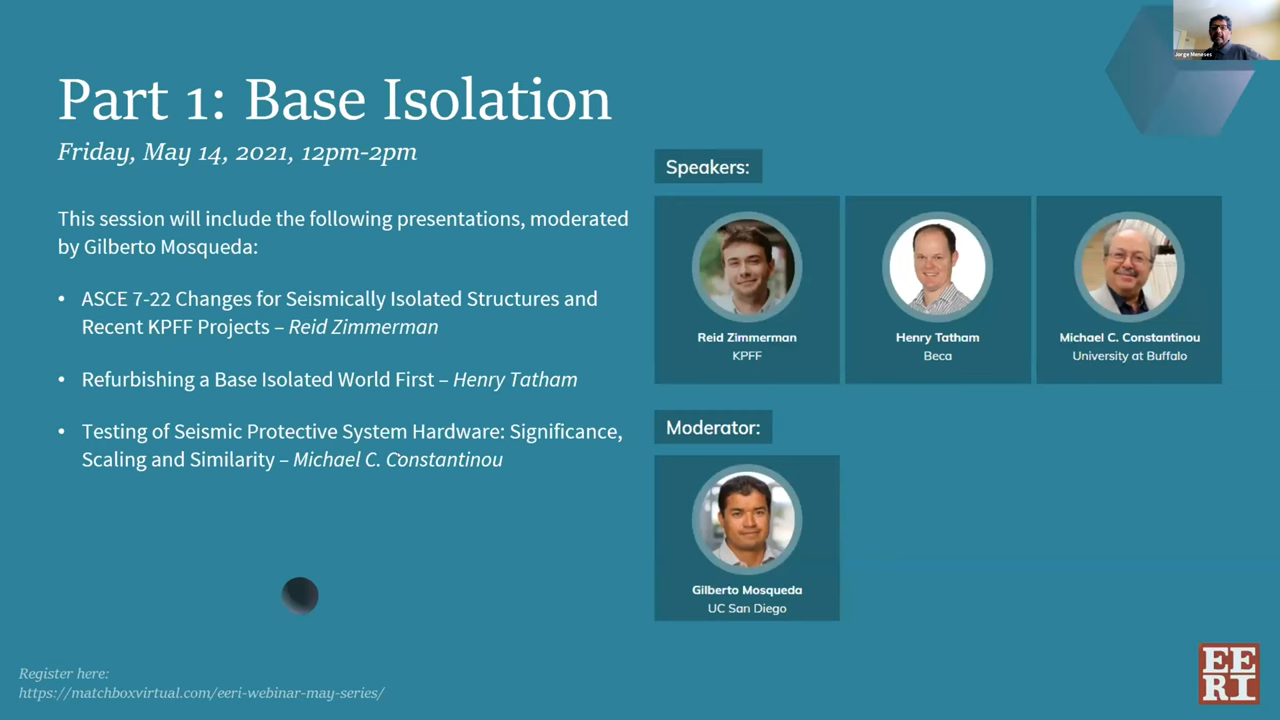 Jorge Meneses
Part 1: Base Isolation
Friday, May 14, 2021, 12pm-2pm
This session will include the following presentations, moderated
by Gilberto Mosqueda:
• ASCE 7-22 Changes for Seismically Isolated Structures and
Recent KPFF Projects – Reid Zimmerman
• Refurbishing a Base Isolated World First – Henry Tatham
• Testing of Seismic Protective System Hardware: Significance,
Scaling and Similarity – Michael C. Constantinou
Speakers:
Reid Zimmerman
KPFF
Henry Tatham
Beca
Michael C. Constantinou
University at Buffalo
Moderator:
Gilberto Mosqueda
UC San Diego
Register here:
https://matchboxvirtual.com/eeri-webinar-may-series/
EE
RI